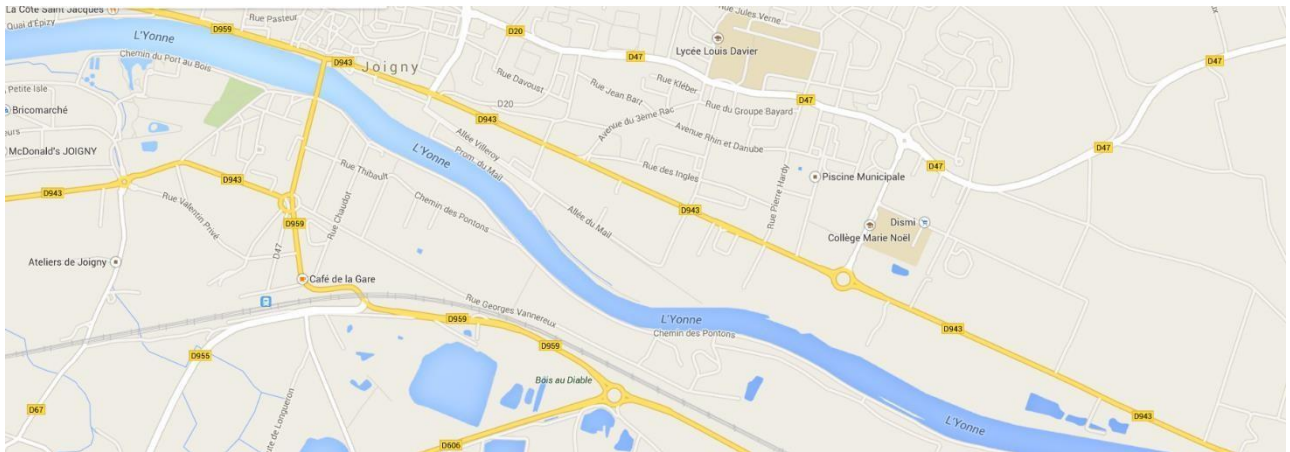 La Côte Saint Jacques
D959
Rue Pasteur
Quai d'Épizy
L'Yonne
D20
Rue Jules Verne
Lycée Louis Davier
D47
Chemin du Port au Bois
D943
Joigny
D47
Rue Davoust
Rue Jean Bart
Rue Kléber
Petite Isle
D20
D47
Rue du Groupe Bayard
Bricomarché
D943
Avenue du 3ème Rac
Avenue Rhin et Danube
McDonald's JOIGNY
Allée Villeroy
Prom. du Mail
L'Yonne
D47
D47
Rue Thibault
Rue des Ingles
D943
D943
Piscine Municipale
Rue Pierre Hardy
Rue Valentin Privé
Rue Chaudot
Chemin des Pontons
Allée du Mail
D943
D959
Dismi
Collège Marie Noël
D47
Ateliers de Joigny
Café de la Gare
Rue Georges Vannereux
D959
L'Yonne
Chemin des Pontons
D943
D959
D955
Bois au Diable
D67
D943
L'Yonne
D606